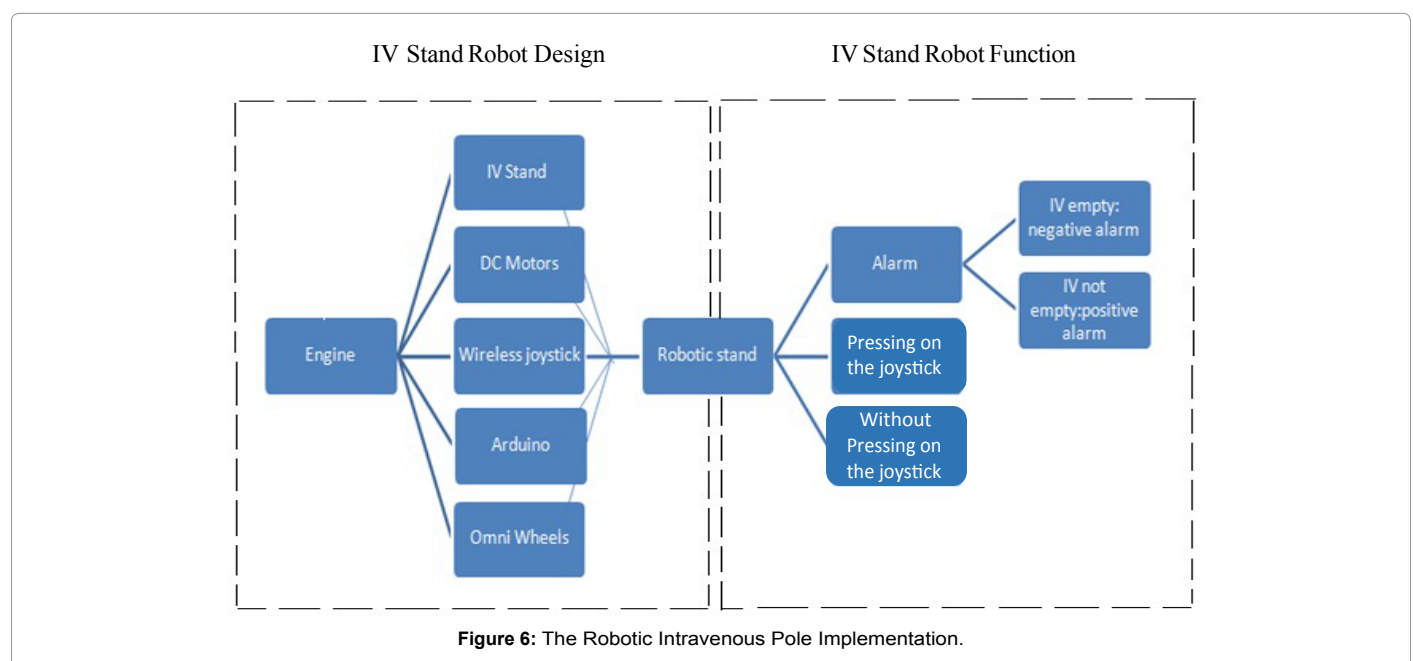 IV Stand Robot Design
IV Stand Robot Function
IV Stand
DC Motors
Engine
Wireless joystick
Arduino
Omni Wheels
Robotic stand
Alarm
Pressing on
the joystick
Without
Pressing on
the joystick
IV empty:
negative alarm
IV not
empty:positive
alarm
Figure 6: The Robotic Intravenous Pole Implementation.